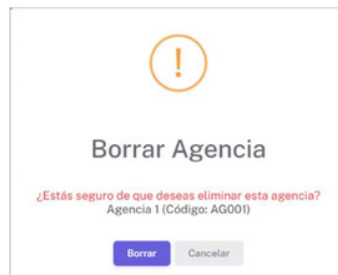 !
Borrar Agencia
¿Estás seguro de que deseas eliminar esta agencia?
Agencia 1 (Código: AG001)
Borrar
Cancelar